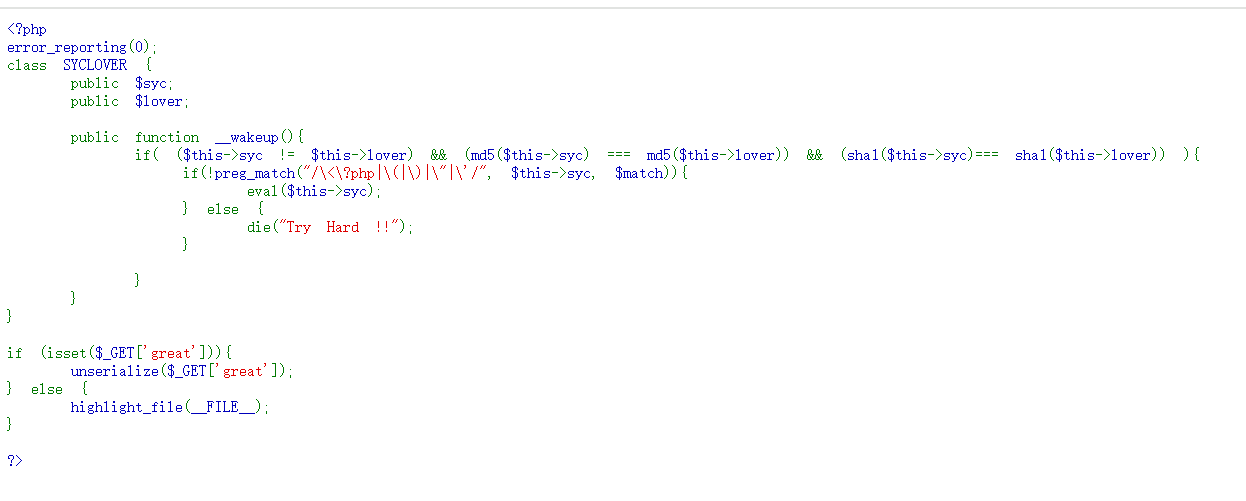 <?php
error_reporting(0);
class SYCLOVER {
public $syc;
public $lover;
public function __wakeup(){
if( ($this->syc != $this->lover) && (md5($this->syc) === md5($this->lover)) && (sha1($this->syc)=== sha1($this->lover)) ){
if(!preg_match("/\<\?php|\(|\)|\"|\'/", $this->syc, $match)){
eval($this->syc);
} else {
die("Try Hard !!");
}
}
}
}
if (isset($_GET['great'])){
unserialize($_GET['great']);
} else {
highlight_file(__FILE__);
}
?>